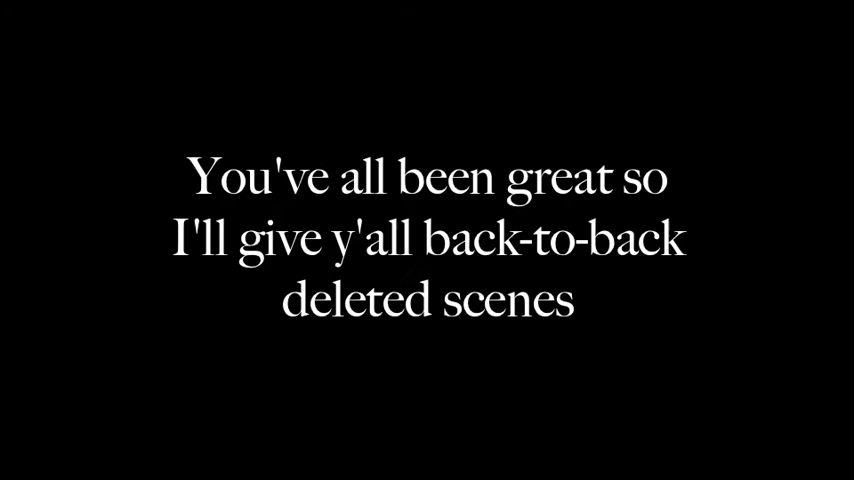 You've all been great so
I'll give y'all back-to-back
deleted scenes